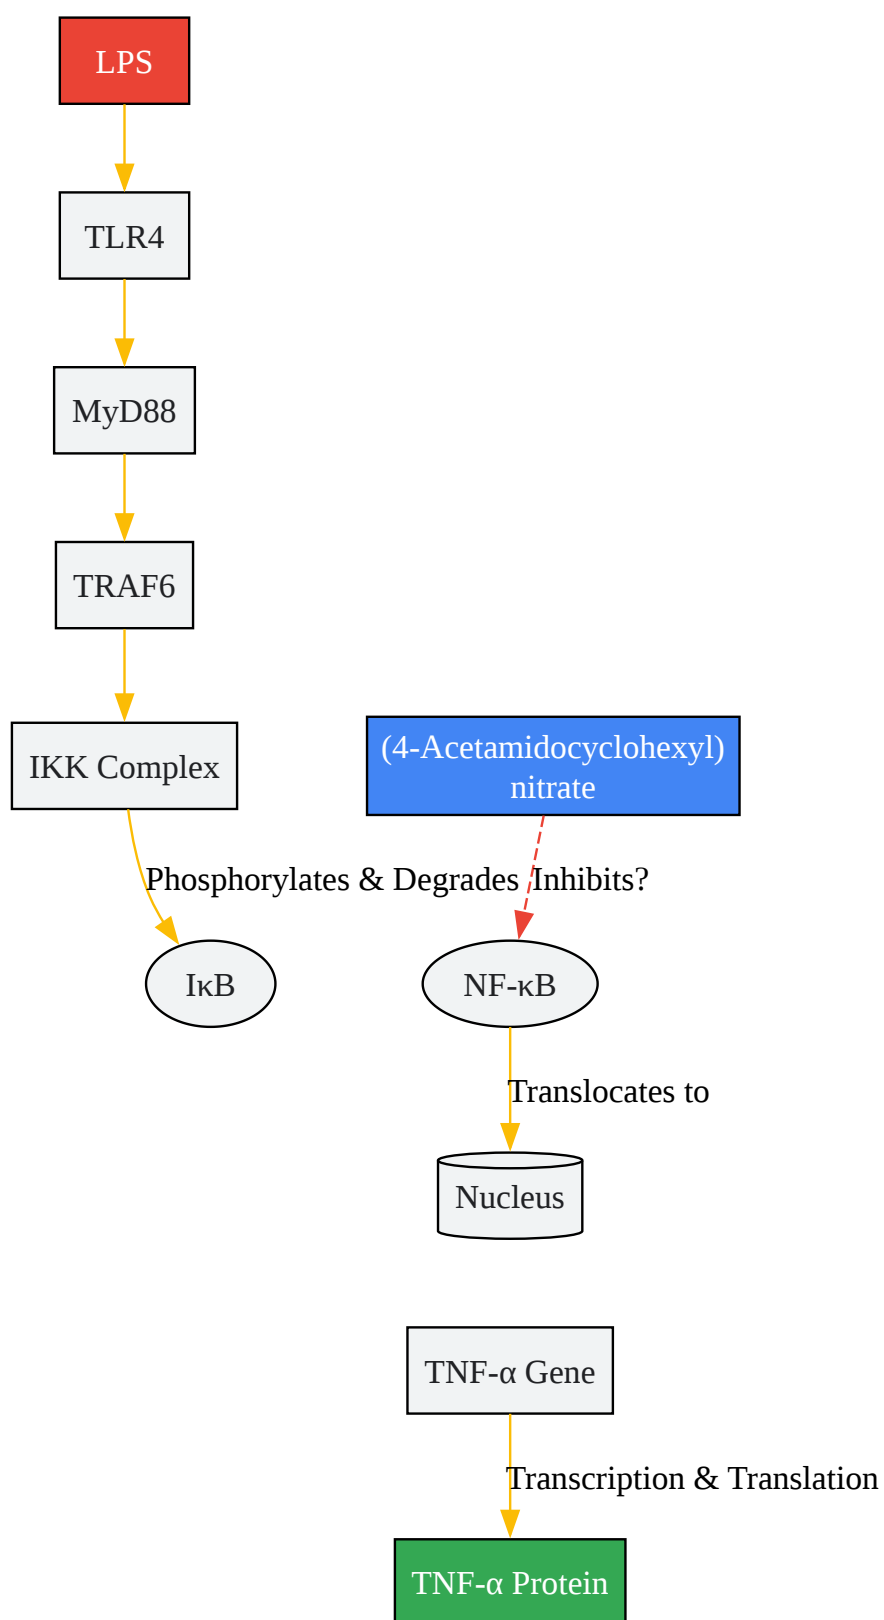 LPS
TLR4
MyD88
TRAF6
IKK Complex
(4-Acetamidocyclohexyl)
nitrate
Phosphorylates & Degrades
Inhibits?
IκB
NF-κB
Translocates to
Nucleus
TNF-α Gene
Transcription & Translation
TNF-α Protein